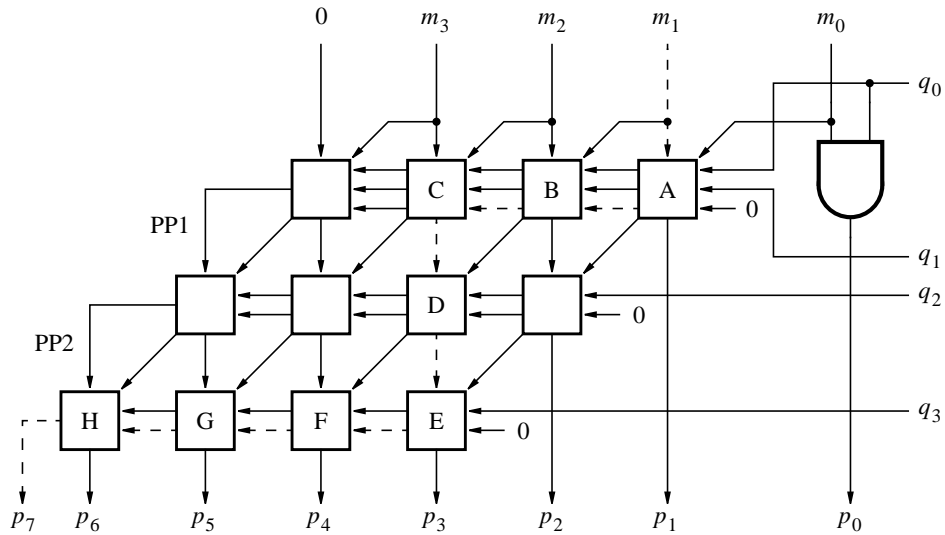 0 m₃ m₂ m₁ m₀
q₀
C B A 0
PP1
q₁
q₂
D 0
PP2
H G F E 0 q₃
p₇ p₆ p₅ p₄ p₃ p₂ p₁ p₀